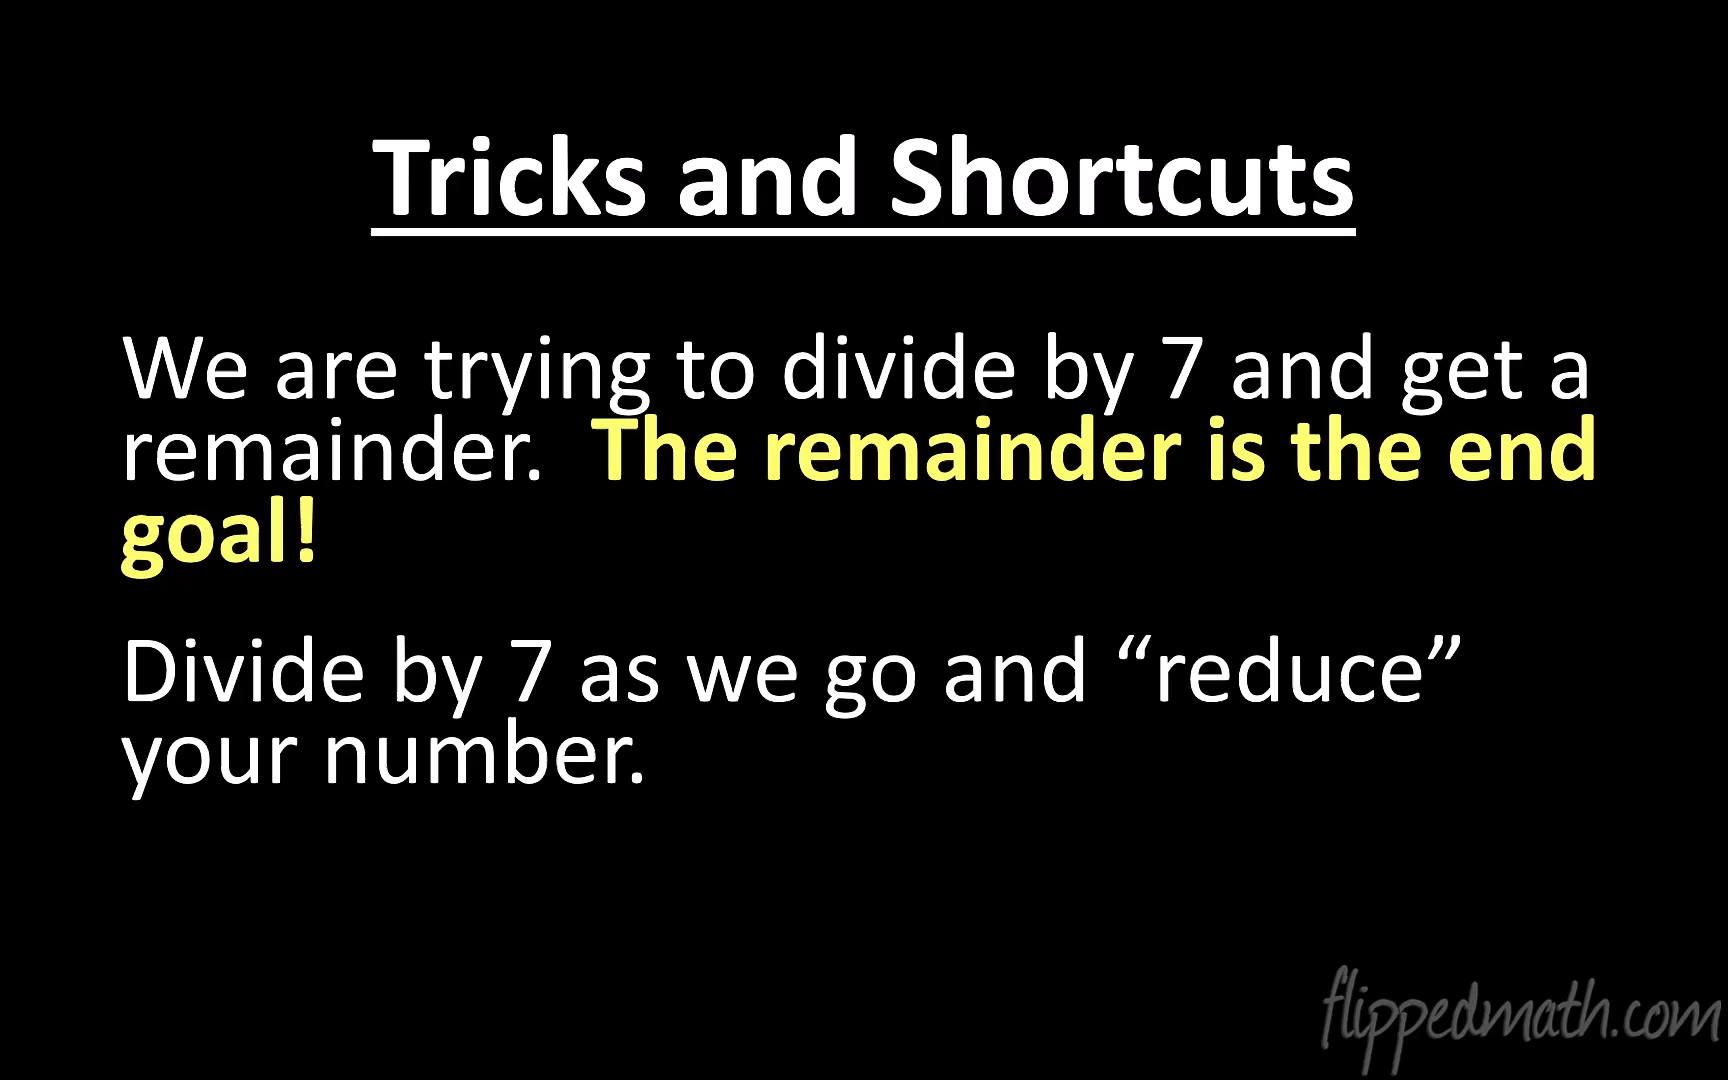 Tricks and Shortcuts
We are trying to divide by 7 and get a
remainder. The remainder is the end
goal!
Divide by 7 as we go and “reduce”
your number.
flippedmath.com